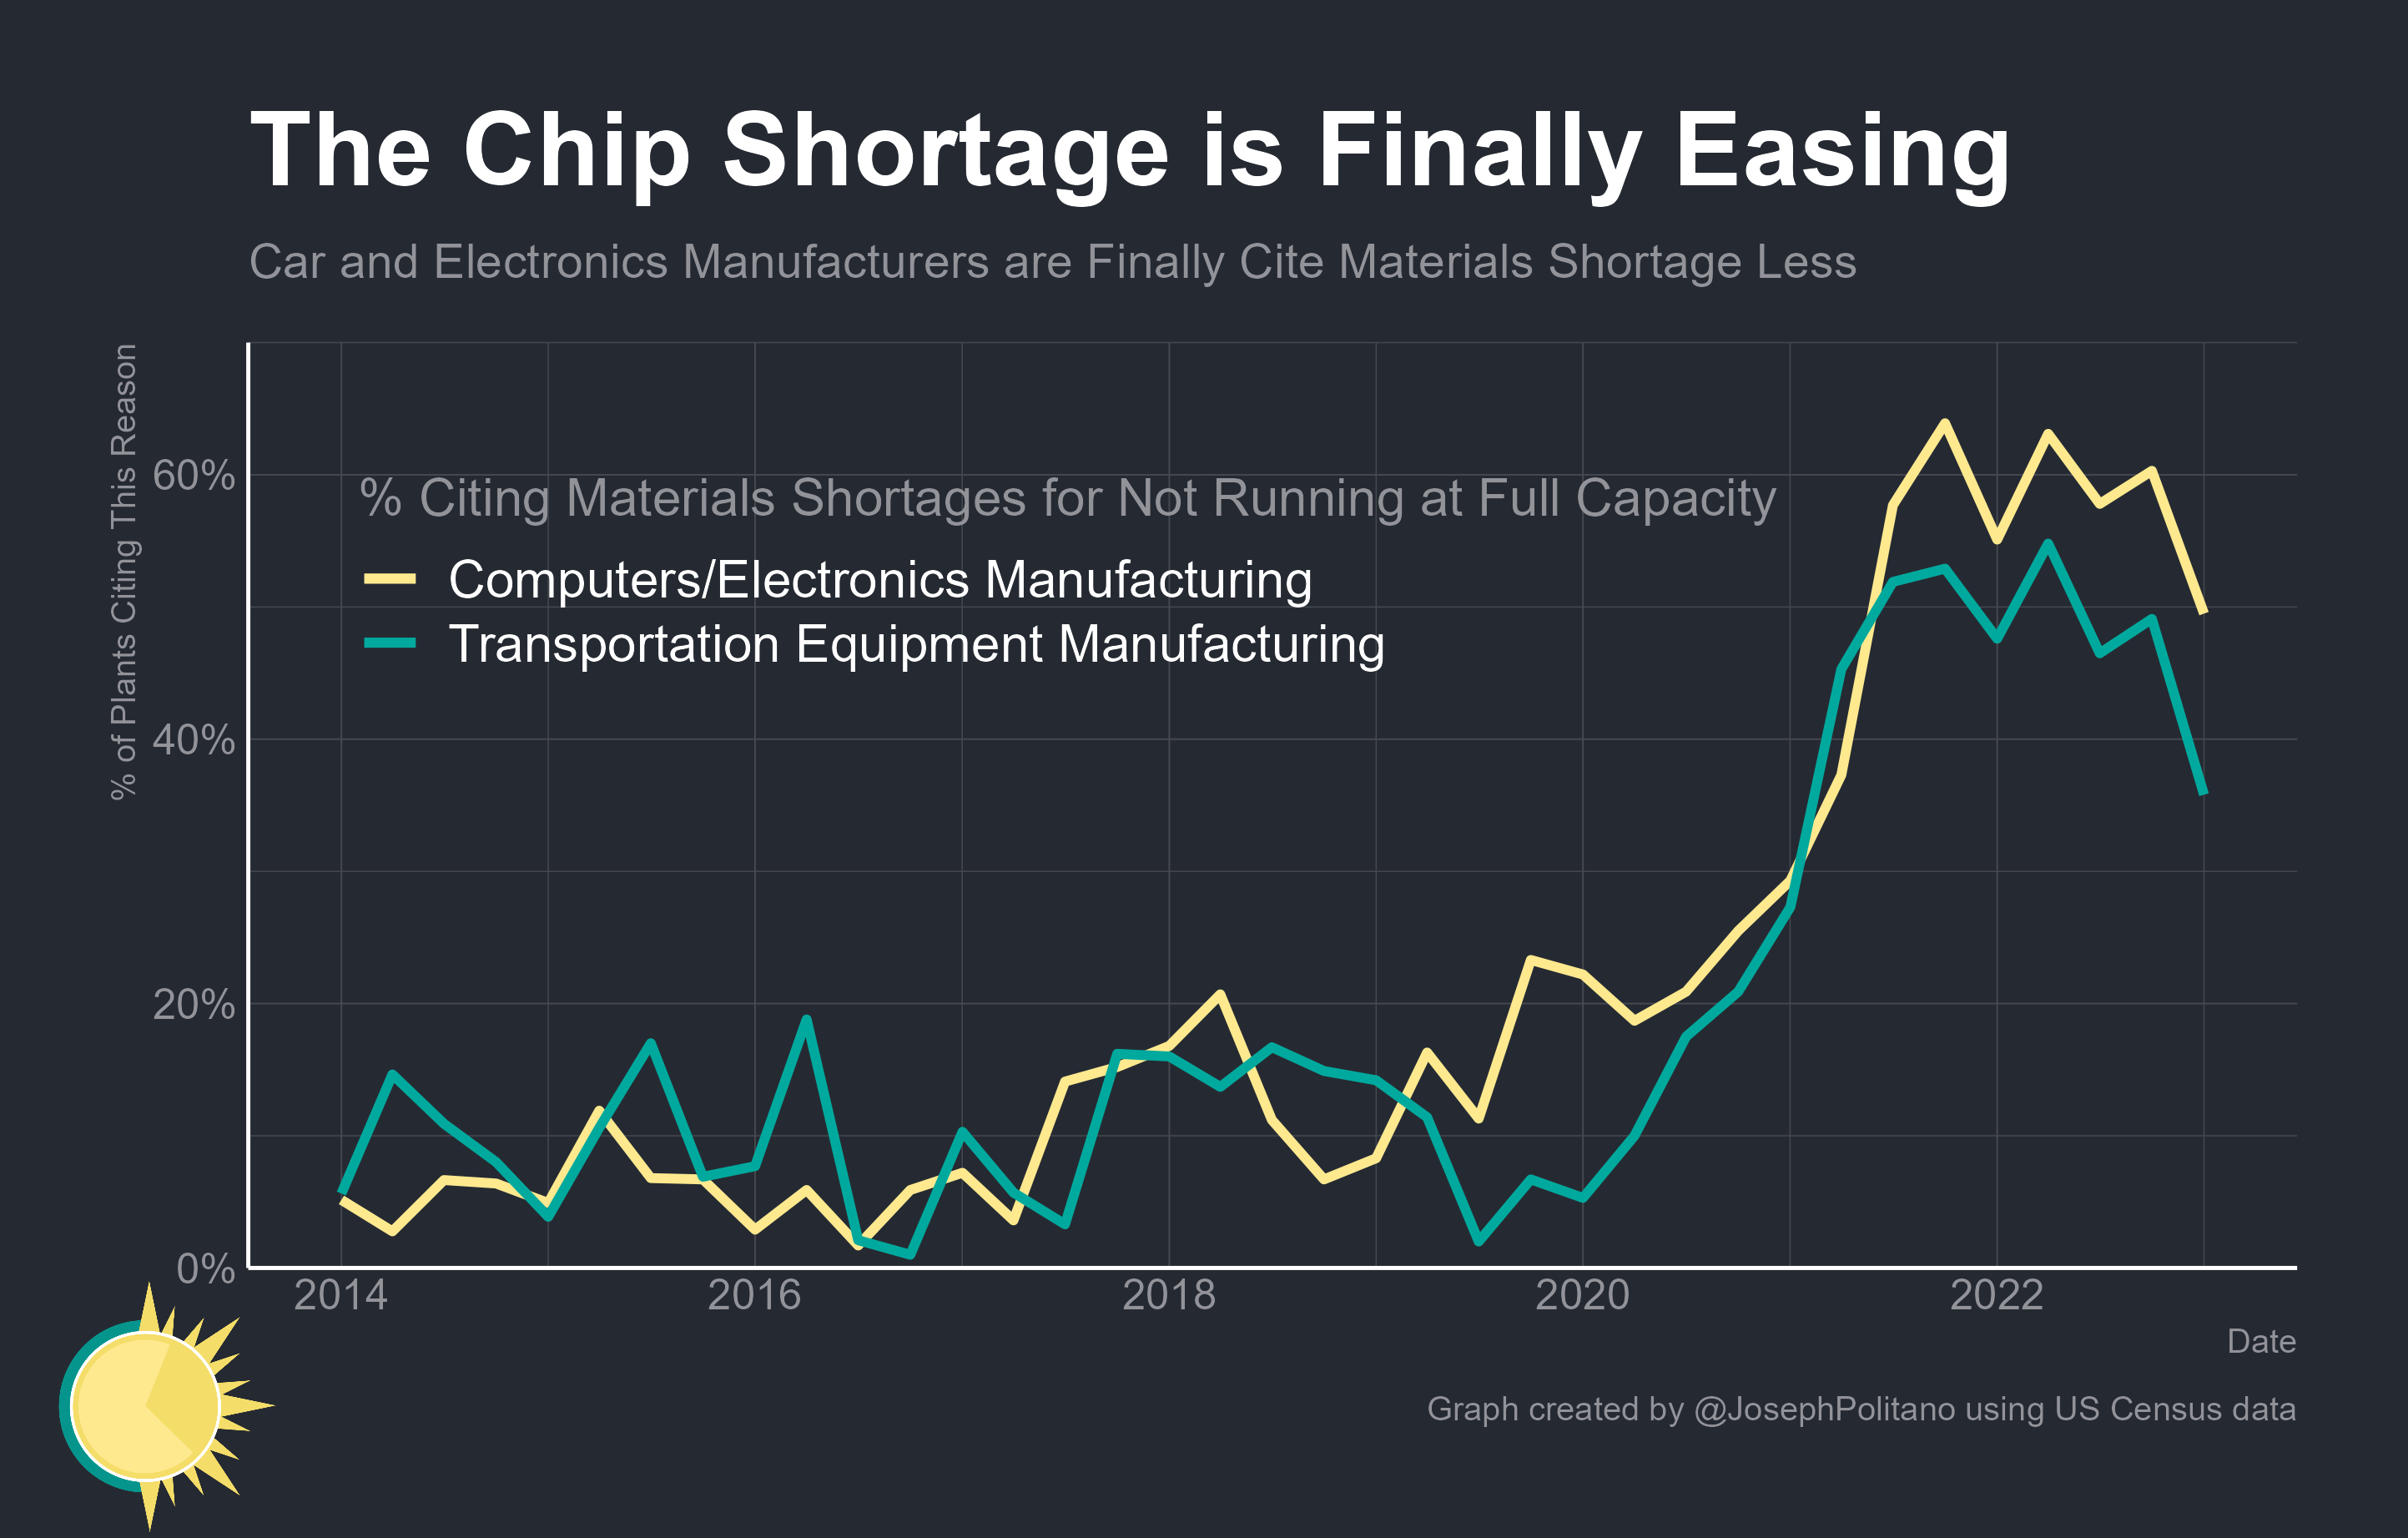 The Chip Shortage is Finally Easing
Car and Electronics Manufacturers are Finally Cite Materials Shortage Less
% of Plants Citing This Reason
60%
40%
20%
0%
% Citing Materials Shortages for Not Running at Full Capacity
Computers/Electronics Manufacturing
Transportation Equipment Manufacturing
2014 2016 2018 2020 2022
Date
Graph created by @JosephPolitano using US Census data